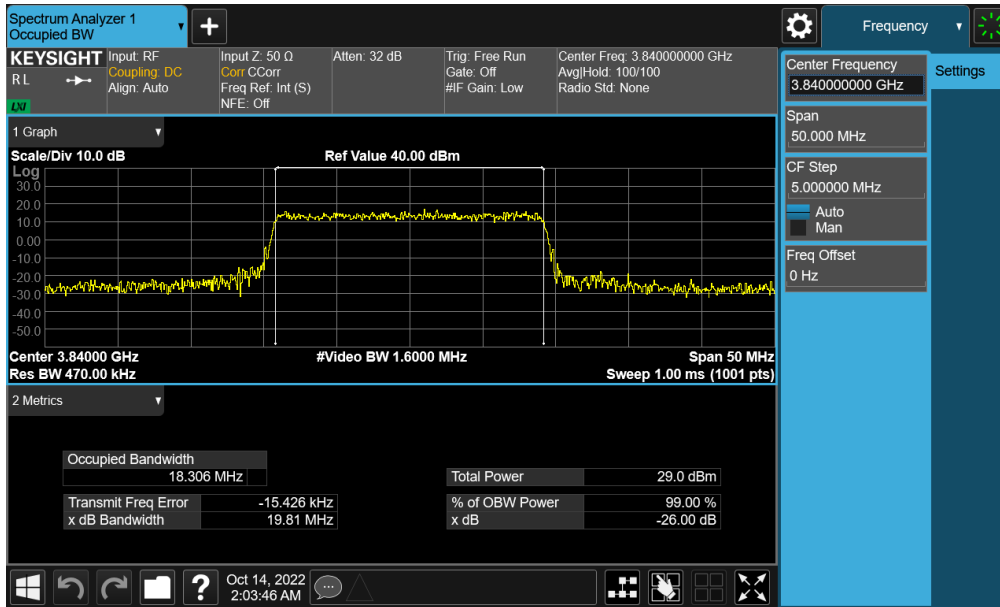 Spectrum Analyzer 1
Occupied BW
Frequency
KEYSIGHT
R L
LXI
Input: RF
Coupling: DC
Align: Auto
Input Z: 50 Ω
Corr CCorr
Freq Ref: Int (S)
NFE: Off
Atten: 32 dB
Trig: Free Run
Gate: Off
#IF Gain: Low
Center Freq: 3.840000000 GHz
Avg|Hold: 100/100
Radio Std: None
Center Frequency
3.840000000 GHz
Settings
Span
50.000 MHz
CF Step
5.000000 MHz
Auto
Man
Freq Offset
0 Hz
1 Graph
Scale/Div 10.0 dB
Ref Value 40.00 dBm
Log
30.0
20.0
10.0
0.00
-10.0
-20.0
-30.0
-40.0
-50.0
Center 3.84000 GHz
#Video BW 1.6000 MHz
Span 50 MHz
Res BW 470.00 kHz
Sweep 1.00 ms (1001 pts)
2 Metrics
Occupied Bandwidth
18.306 MHz
Total Power 29.0 dBm
Transmit Freq Error -15.426 kHz
% of OBW Power 99.00 %
x dB Bandwidth 19.81 MHz
x dB -26.00 dB
?
Oct 14, 2022
2:03:46 AM